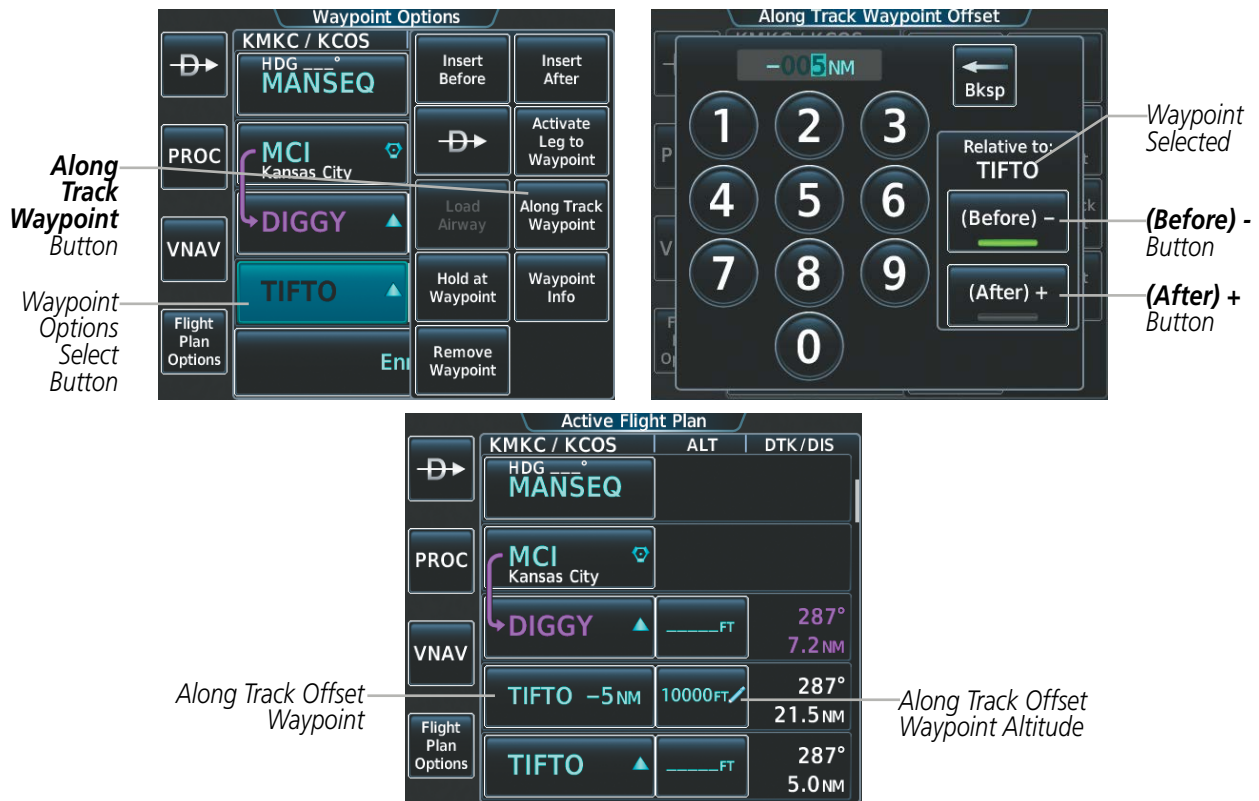 Waypoint Options
KMKC / KCOS
HDG ___°
MANSEQ
MCI
Kansas City
DIGGY
TIFTO
Enr
PROC
VNAV
Flight
Plan
Options
Insert
Before
Insert
After
D
Activate
Leg to
Waypoint
Load
Airway
Along Track
Waypoint
Hold at
Waypoint
Waypoint
Info
Remove
Waypoint
Along
Track
Waypoint
Button
Waypoint
Options
Select
Button
Along Track Waypoint Offset
-005NM
Bksp
1 2 3
4 5 6
7 8 9
0
Relative to:
TIFTO
(Before) -
(After) +
Waypoint
Selected
(Before) -
Button
(After) +
Button
Active Flight Plan
KMKC / KCOS ALT DTK/DIS
D
HDG ___°
MANSEQ
PROC
MCI
Kansas City
DIGGY _____FT 287°
7.2NM
VNAV
TIFTO -5NM 10000FT 287°
21.5NM
Flight
Plan
Options
TIFTO _____FT 287°
5.0NM
Along Track Offset
Waypoint
Along Track Offset
Waypoint Altitude